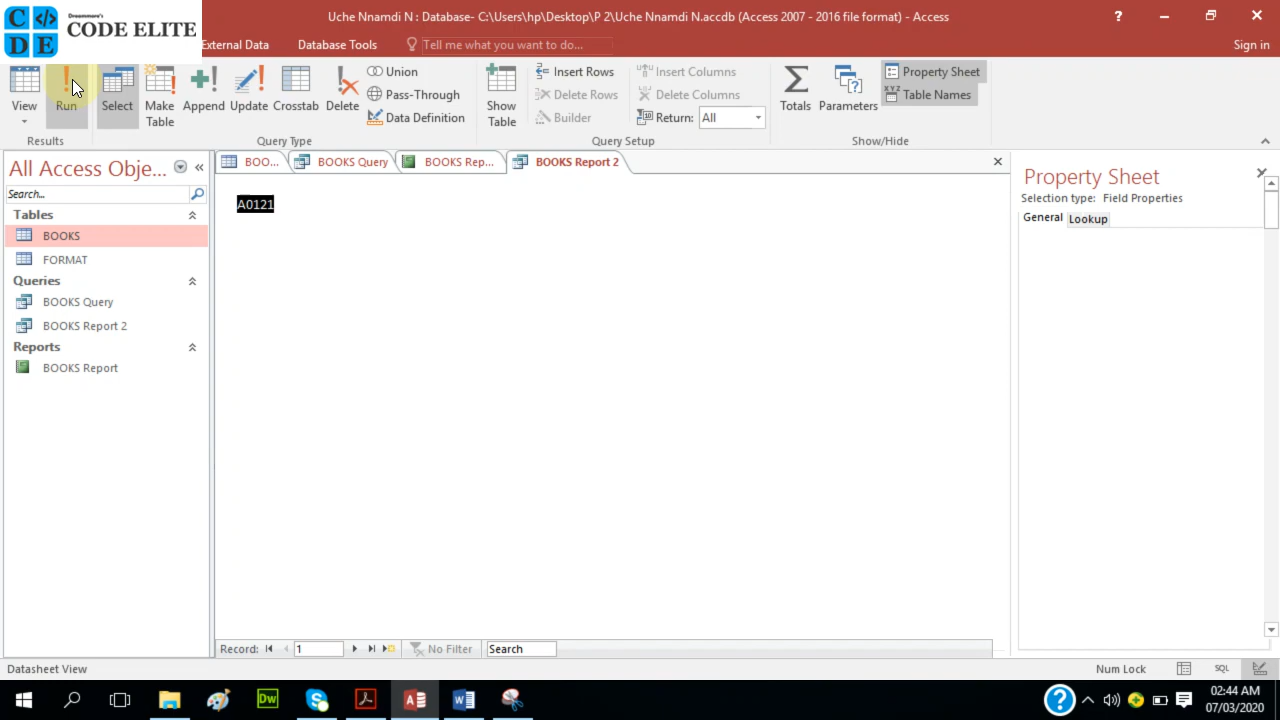 Dreammore's
CODE ELITE
CDE
Uche Nnamdi N : Database- C:\Users\hp\Desktop\P 2\Uche Nnamdi N.accdb (Access 2007 - 2016 file format) - Access
?
External Data
Database Tools
Tell me what you want to do...
Sign in
View
Run
Select
Make Table
Append
Update
Crosstab
Delete
Union
Pass-Through
Data Definition
Show Table
Insert Rows
Delete Rows
Builder
Insert Columns
Delete Columns
Return: All
Totals
Parameters
Property Sheet
Table Names
Results
Query Type
Query Setup
Show/Hide
All Access Obje...
Search...
Tables
BOOKS
FORMAT
Queries
BOOKS Query
BOOKS Report 2
Reports
BOOKS Report
BOO...
BOOKS Query
BOOKS Rep...
BOOKS Report 2
A0121
Property Sheet
Selection type: Field Properties
General
Lookup
Record:
1
No Filter
Search
Datasheet View
Num Lock
SQL
Dw
02:44 AM
07/03/2020